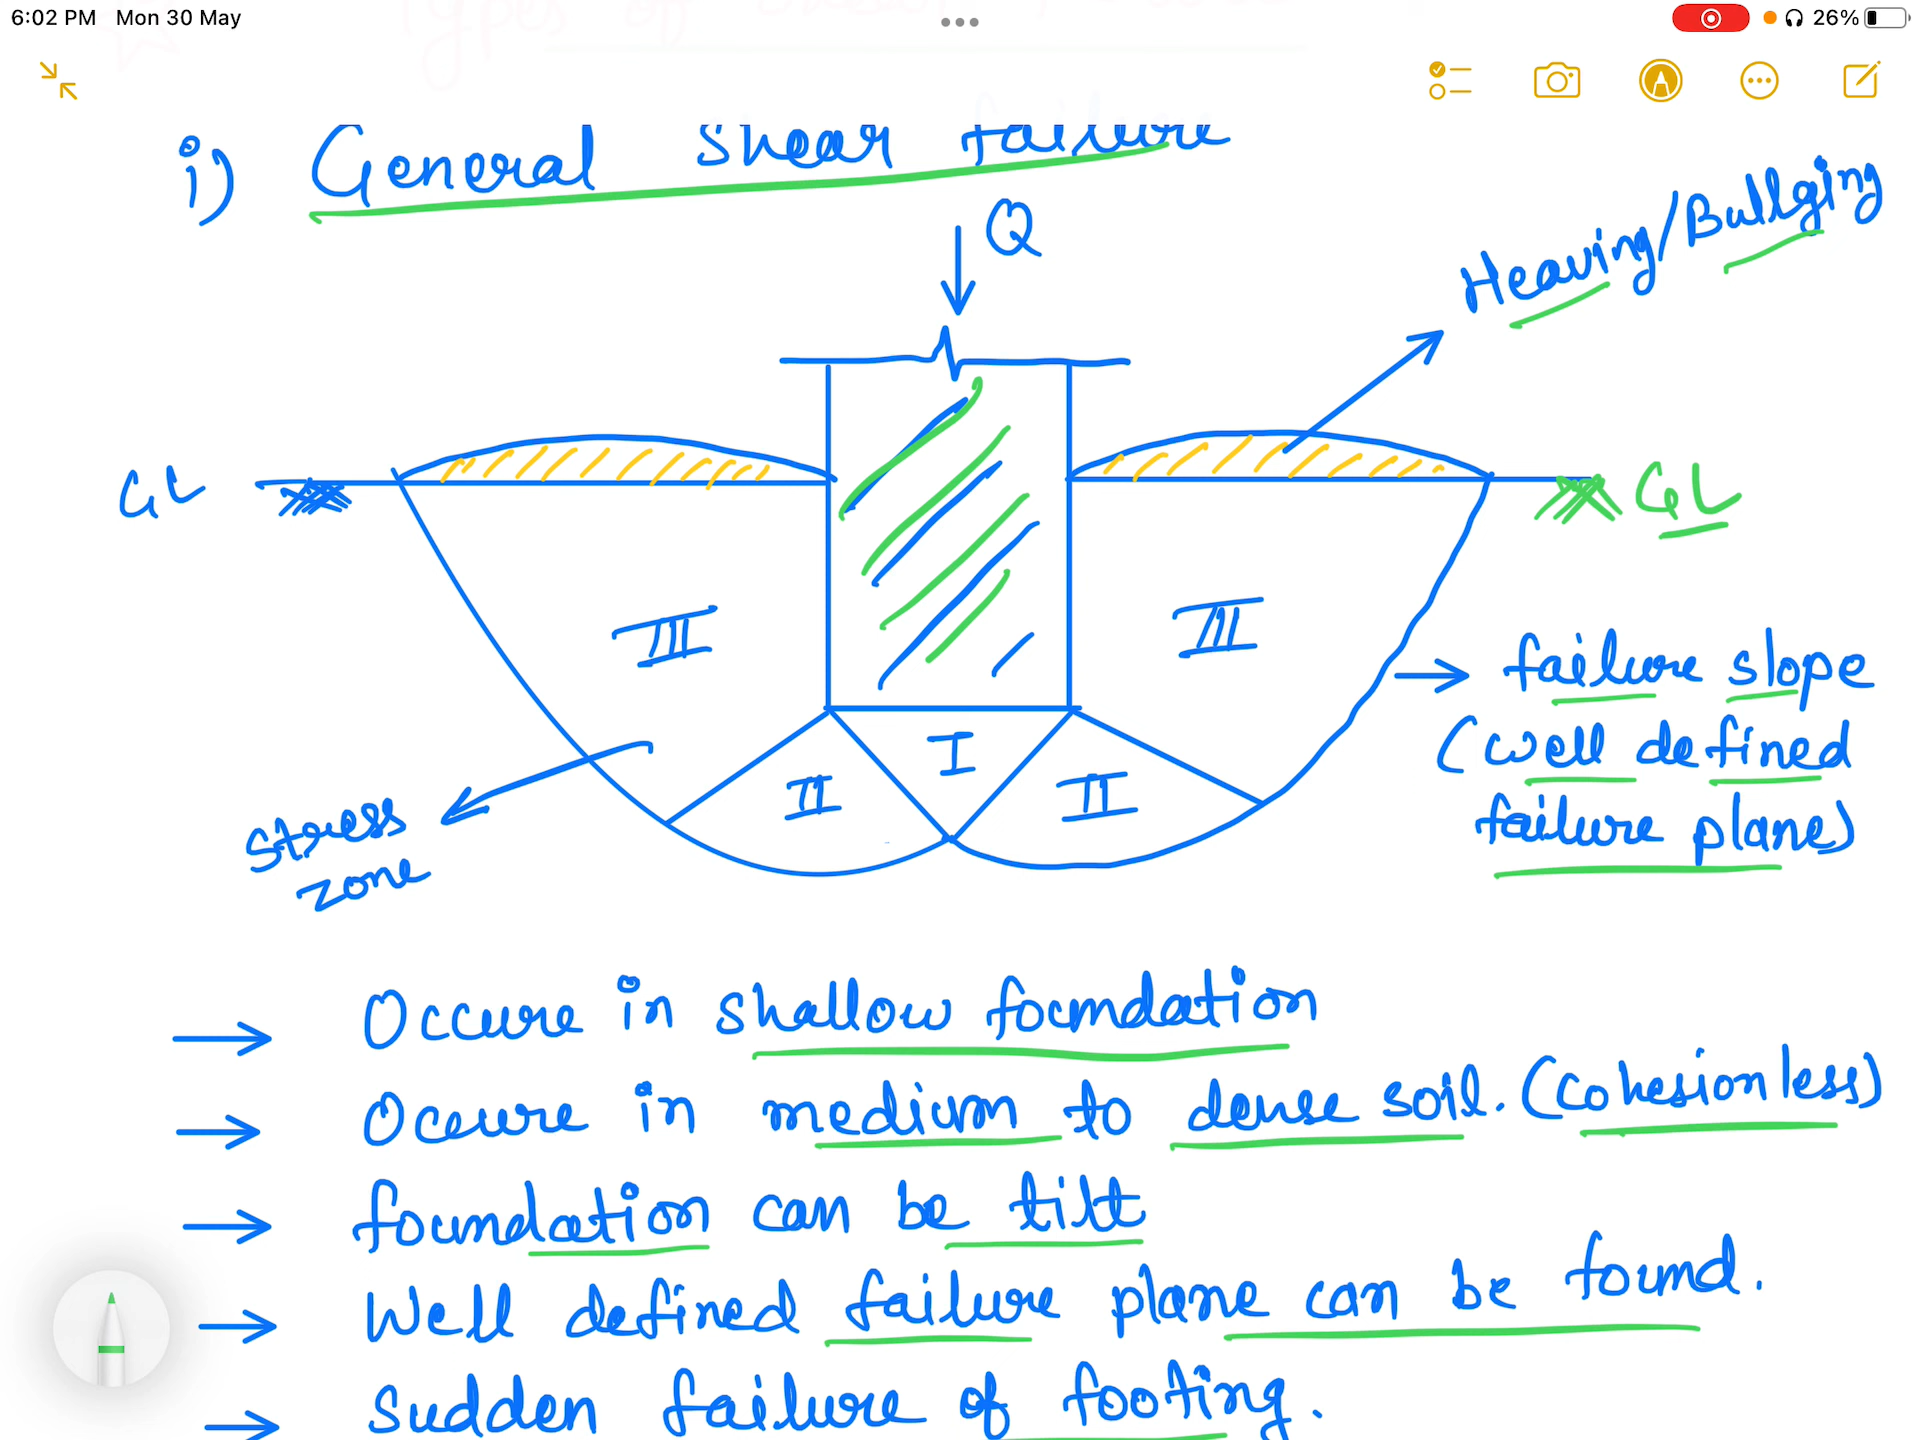 6:02 PM Mon 30 May
26%
Types of
i) General shear failure
Q
Heaving/Bullging
GL
GL
III
III
failure slope
I
(well defined
II
II
failure plane)
stress
zone
→ Occure in shallow foundation
→ Occure in medium to dense soil. (Cohesionless)
→ foundation can be tilt
→ Well defined failure plane can be found.
→ sudden failure of footing.